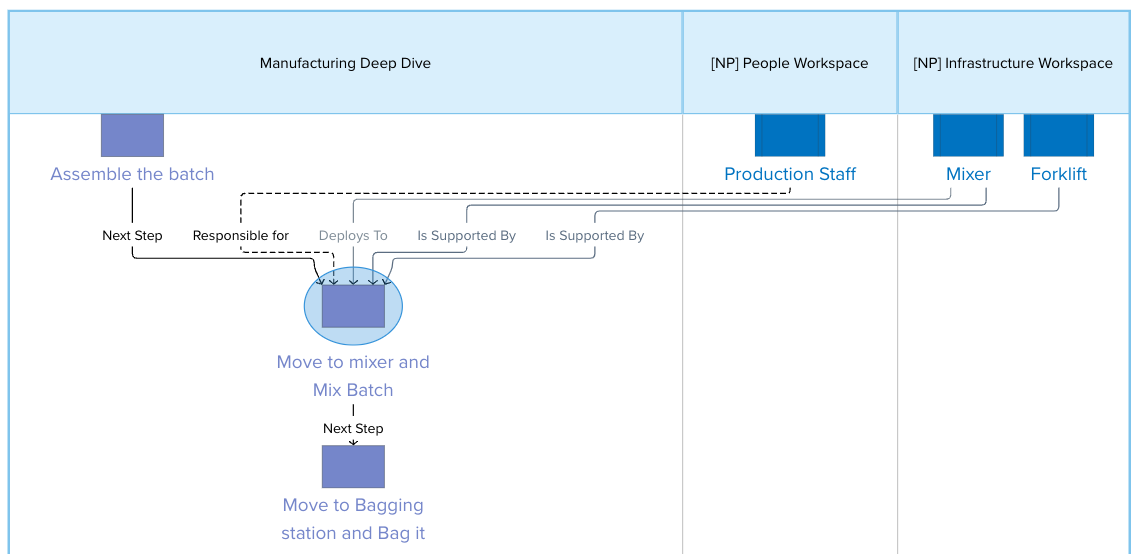 Manufacturing Deep Dive
[NP] People Workspace
[NP] Infrastructure Workspace
Assemble the batch
Production Staff
Mixer
Forklift
Next Step
Responsible for
Deploys To
Is Supported By
Is Supported By
Move to mixer and
Mix Batch
Next Step
Move to Bagging
station and Bag it